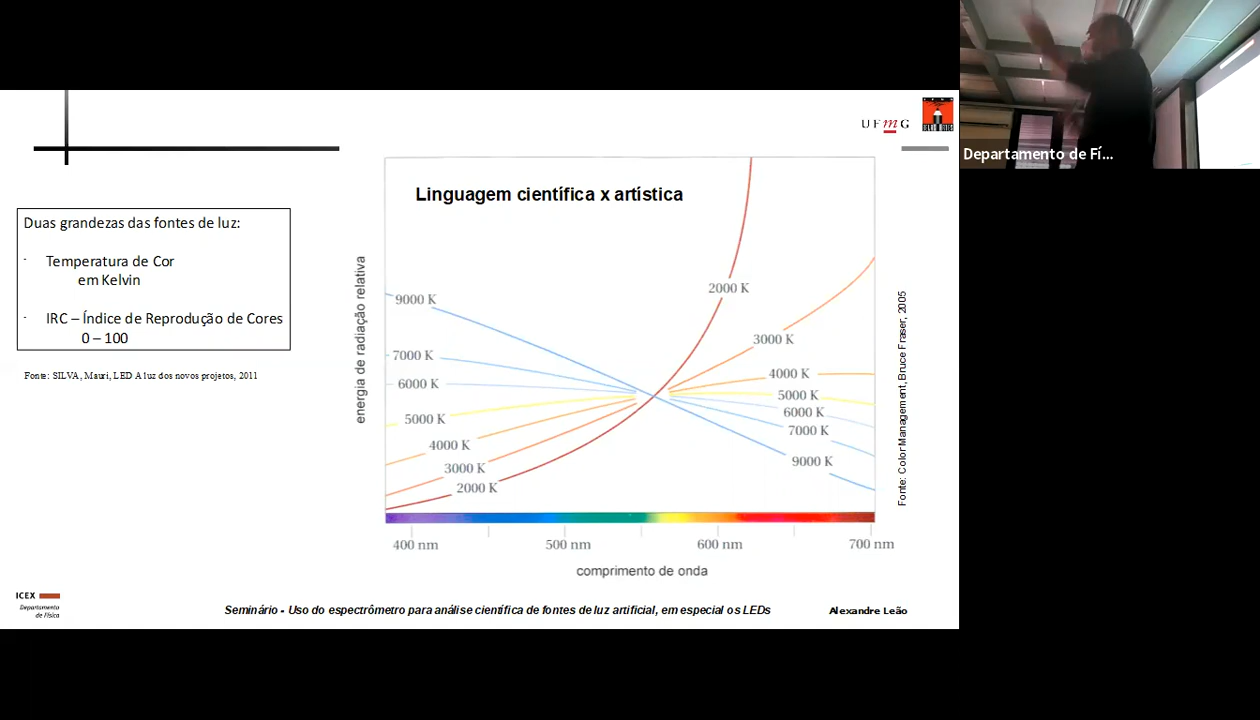 Departamento de Fí...
UFmG
Duas grandezas das fontes de luz:
· Temperatura de Cor
em Kelvin
· IRC – Índice de Reprodução de Cores
0 – 100
Fonte: SILVA, Mauri, LED A luz dos novos projetos, 2011
Linguagem científica x artística
energia de radiação relativa
9000 K
7000 K
6000 K
5000 K
4000 K
3000 K
2000 K
2000 K
3000 K
4000 K
5000 K
6000 K
7000 K
9000 K
400 nm
500 nm
600 nm
700 nm
comprimento de onda
Fonte: Color Management, Bruce Fraser, 2005
ICEX
Departamento
de Física
Seminário - Uso do espectrômetro para análise científica de fontes de luz artificial, em especial os LEDs
Alexandre Leão